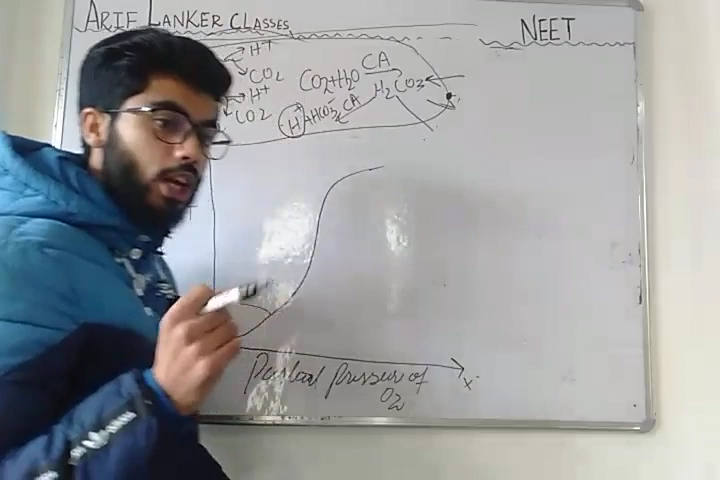 ARIF LANKER CLASSES
NEET
H+
CO2
H+
CO2
CA
CO2+H2O H2CO3
H+ +HCO3- CA
Partial Pressure of
O2
x